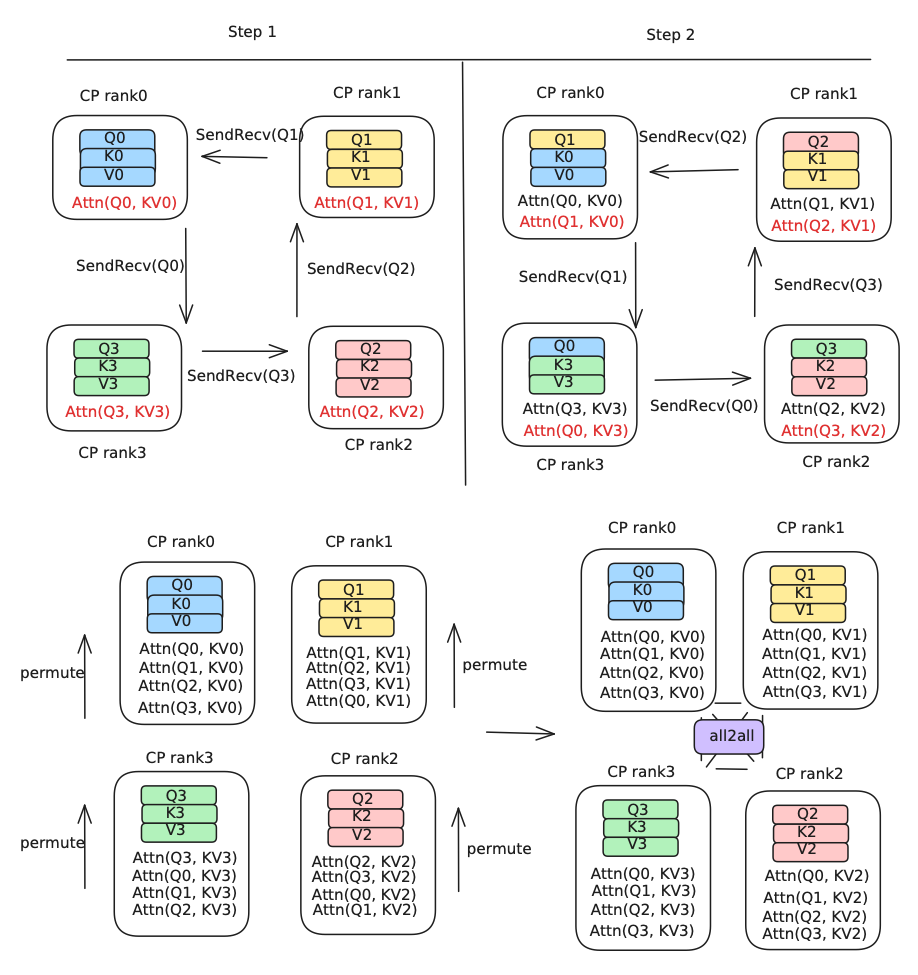 Step 1
CP rank0
Q0
K0
V0
Attn(Q0, KV0)
SendRecv(Q1)
CP rank1
Q1
K1
V1
Attn(Q1, KV1)
SendRecv(Q0)
SendRecv(Q2)
Q3
K3
V3
Attn(Q3, KV3)
CP rank3
SendRecv(Q3)
Q2
K2
V2
Attn(Q2, KV2)
CP rank2
Step 2
CP rank0
Q1
K0
V0
Attn(Q0, KV0)
Attn(Q1, KV0)
SendRecv(Q2)
CP rank1
Q2
K1
V1
Attn(Q1, KV1)
Attn(Q2, KV1)
SendRecv(Q1)
SendRecv(Q3)
Q0
K3
V3
Attn(Q3, KV3)
Attn(Q0, KV3)
CP rank3
SendRecv(Q0)
Q3
K2
V2
Attn(Q2, KV2)
Attn(Q3, KV2)
CP rank2
CP rank0
Q0
K0
V0
Attn(Q0, KV0)
Attn(Q1, KV0)
Attn(Q2, KV0)
Attn(Q3, KV0)
permute
CP rank1
Q1
K1
V1
Attn(Q1, KV1)
Attn(Q2, KV1)
Attn(Q3, KV1)
Attn(Q0, KV1)
permute
CP rank3
Q3
K3
V3
Attn(Q3, KV3)
Attn(Q0, KV3)
Attn(Q1, KV3)
Attn(Q2, KV3)
permute
CP rank2
Q2
K2
V2
Attn(Q2, KV2)
Attn(Q3, KV2)
Attn(Q0, KV2)
Attn(Q1, KV2)
permute
CP rank0
Q0
K0
V0
Attn(Q0, KV0)
Attn(Q1, KV0)
Attn(Q2, KV0)
Attn(Q3, KV0)
CP rank1
Q1
K1
V1
Attn(Q0, KV1)
Attn(Q1, KV1)
Attn(Q2, KV1)
Attn(Q3, KV1)
all2all
CP rank3
Q3
K3
V3
Attn(Q0, KV3)
Attn(Q1, KV3)
Attn(Q2, KV3)
Attn(Q3, KV3)
CP rank2
Q2
K2
V2
Attn(Q0, KV2)
Attn(Q1, KV2)
Attn(Q2, KV2)
Attn(Q3, KV2)